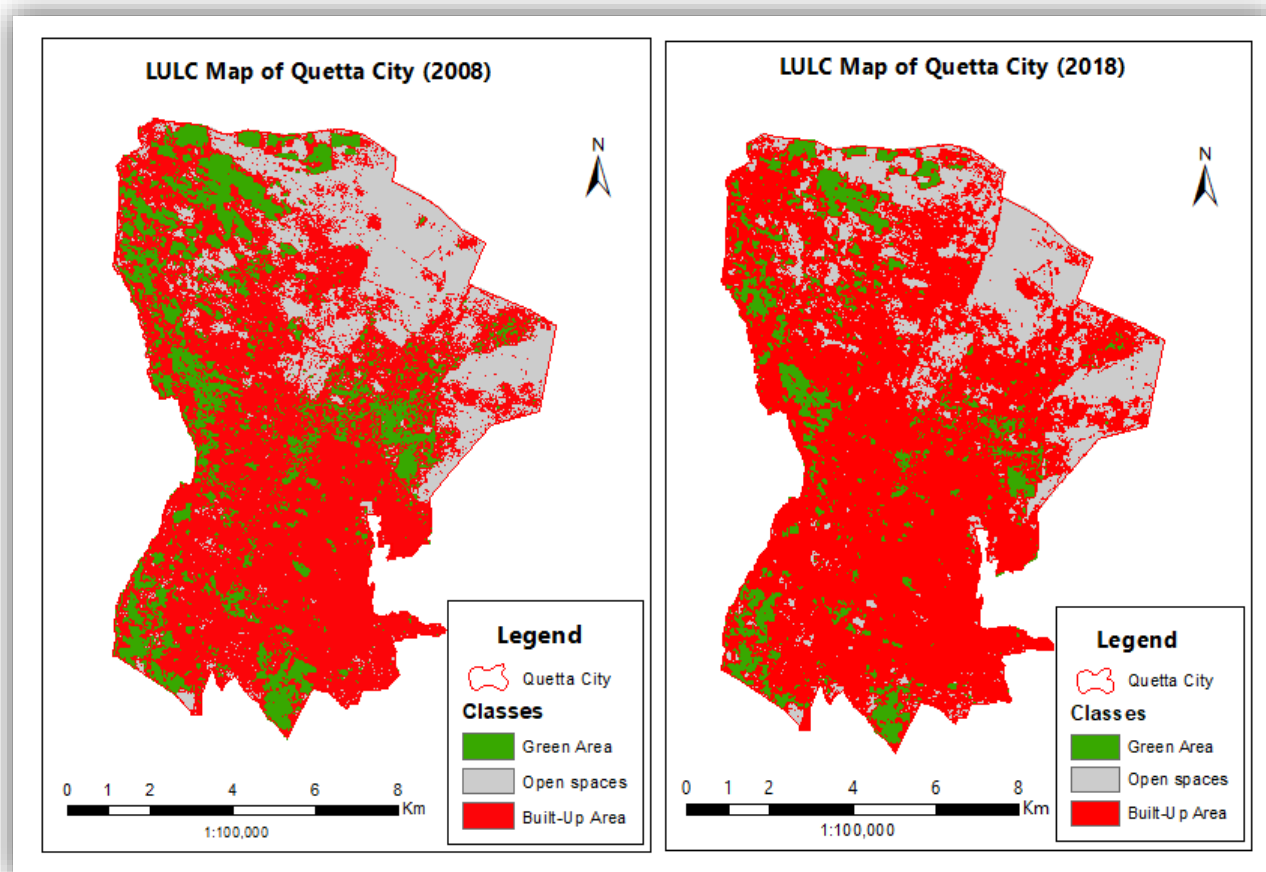 LULC Map of Quetta City (2008)
N
Legend
Quetta City
Classes
Green Area
Open spaces
Built-Up Area
0 1 2 4 6 8
Km
1:100,000
LULC Map of Quetta City (2018)
N
Legend
Quetta City
Classes
Green Area
Open spaces
Built-Up Area
0 1 2 4 6 8
Km
1:100,000